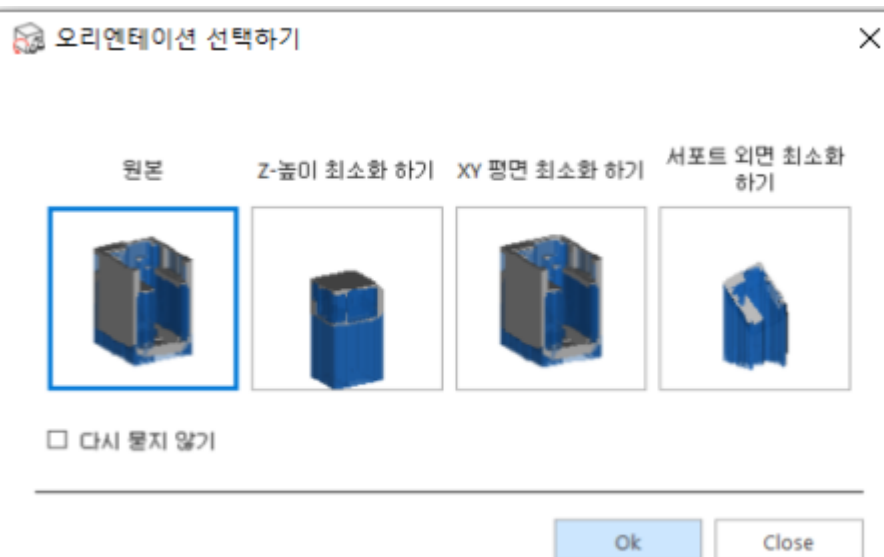 오리엔테이션 선택하기
원본
Z-높이 최소화 하기
XY 평면 최소화 하기
서포트 외면 최소화
하기
다시 묻지 않기
Ok
Close